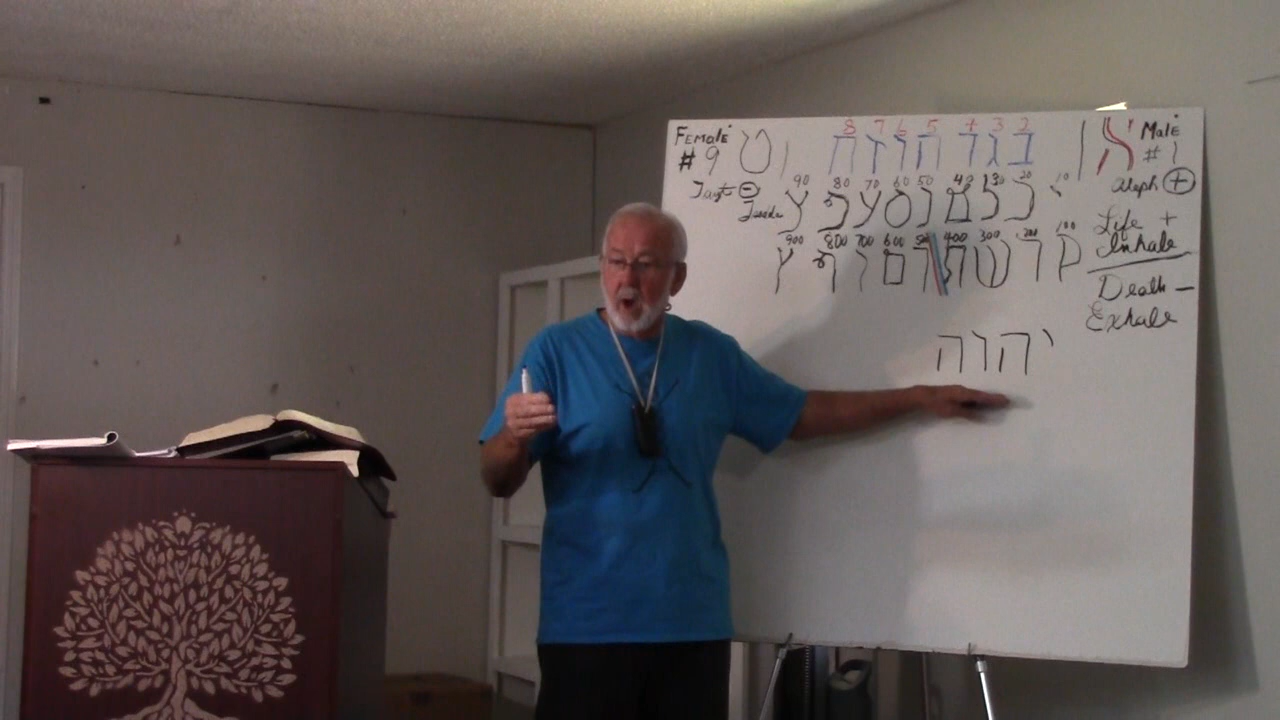 Female
# 9
8 7 6 5 4 3 2
א ב ג ד ה ו ז ח ט
Male
# 1
Aleph +
90 80 70 60 50 40 30 20 10
י כ ל מ נ ס ע פ צ
900 800 700 600 500 400 300 200 100
ק ר ש ת ך ם ן ף ץ
Life +
Inhale
Death −
Exhale
יהוה